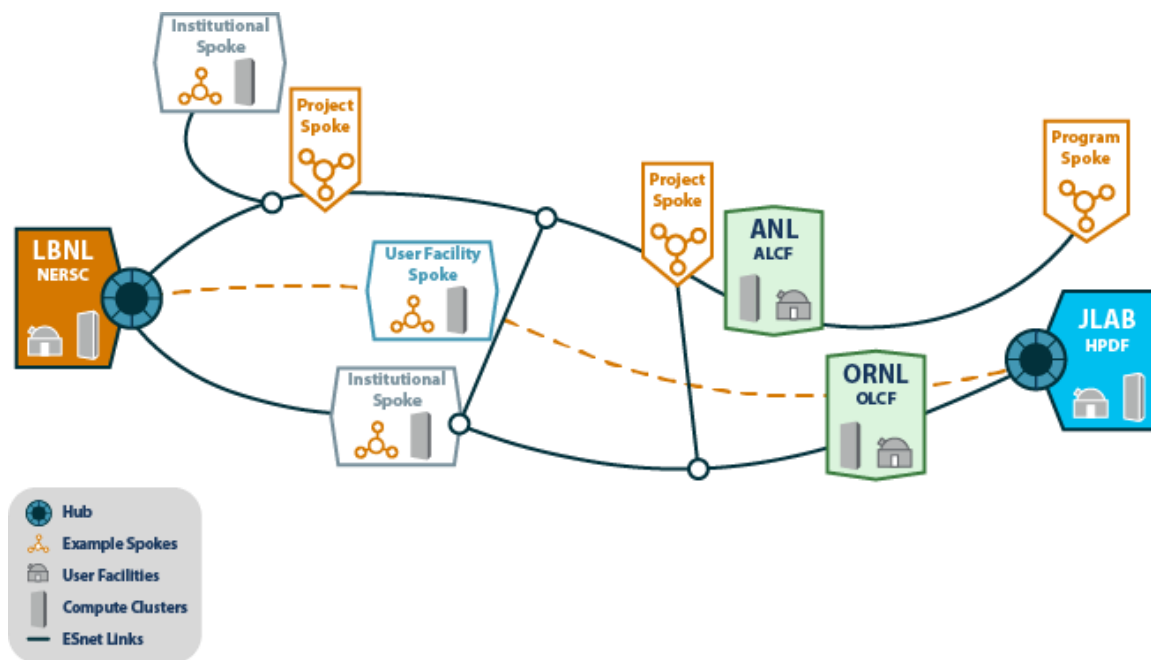 Institutional
Spoke
Project
Spoke
Program
Spoke
Project
Spoke
ANL
ALCF
LBNL
NERSC
User Facility
Spoke
JLAB
HPDF
ORNL
OLCF
Institutional
Spoke
Hub
Example Spokes
User Facilities
Compute Clusters
ESnet Links